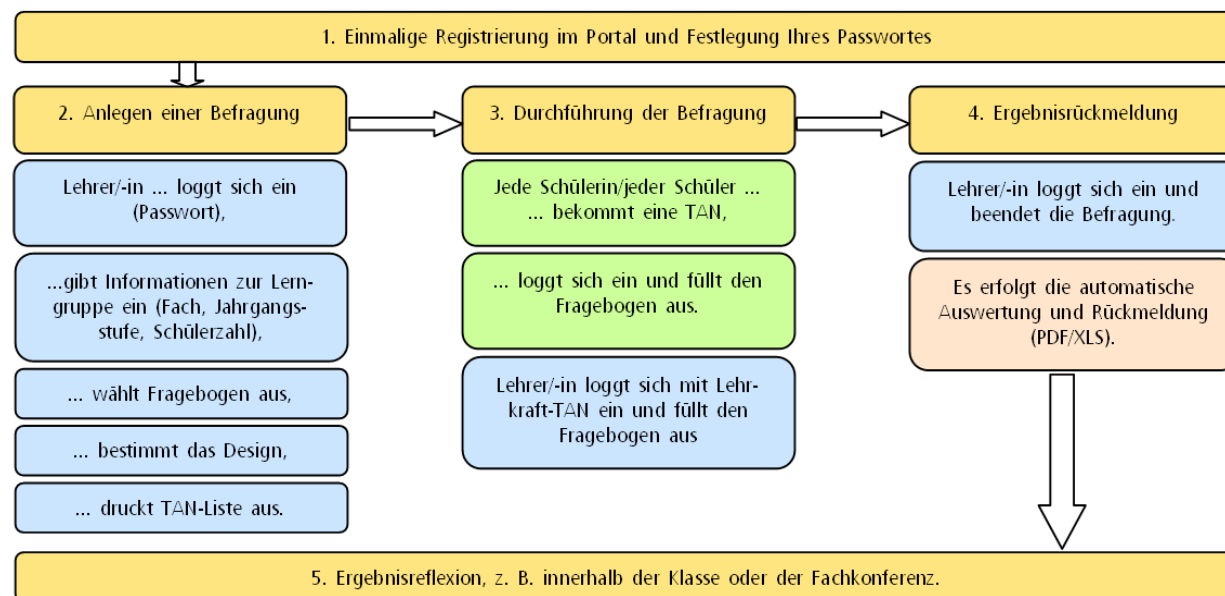 1. Einmalige Registrierung im Portal und Festlegung Ihres Passwortes
2. Anlegen einer Befragung
Lehrer/-in ... loggt sich ein
(Passwort),
...gibt Informationen zur Lern-
gruppe ein (Fach, Jahrgangs-
stufe, Schülerzahl),
... wählt Fragebogen aus,
... bestimmt das Design,
... druckt TAN-Liste aus.
3. Durchführung der Befragung
Jede Schülerin/jeder Schüler ...
... bekommt eine TAN,
... loggt sich ein und füllt den
Fragebogen aus.
Lehrer/-in loggt sich mit Lehr-
kraft-TAN ein und füllt den
Fragebogen aus
4. Ergebnisrückmeldung
Lehrer/-in loggt sich ein und
beendet die Befragung.
Es erfolgt die automatische
Auswertung und Rückmeldung
(PDF/XLS).
5. Ergebnisreflexion, z. B. innerhalb der Klasse oder der Fachkonferenz.